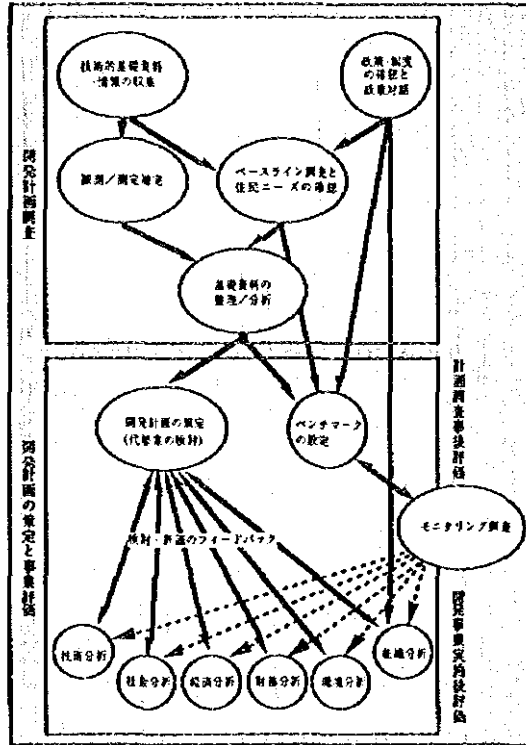 技術的基礎資料
・情報の収集
政策・制度
の確認と
政策対話
開発計画調査
観測／測定補足
ベースライン調査と
住民ニーズの確認
基礎資料の
整理／分析
開発計画の策定と事業評価
計画調査事後評価
開発計画の策定
(代替案の検討)
ベンチマーク
の設定
モニタリング調査
検討・見直のフィードバック
開発事業実施後評価
技術分析
社会分析
経済分析
財務分析
環境分析
組織分析